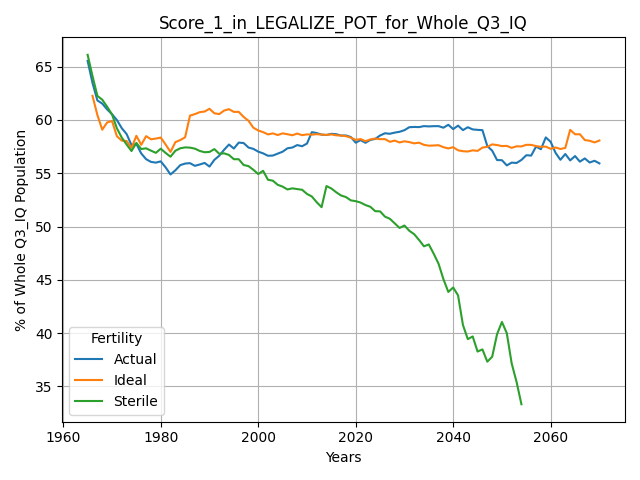 Score_1_in_LEGALIZE_POT_for_Whole_Q3_IQ
% of Whole Q3_IQ Population
65
60
55
50
45
40
35
Fertility
Actual
Ideal
Sterile
1960 1980 2000 2020 2040 2060
Years